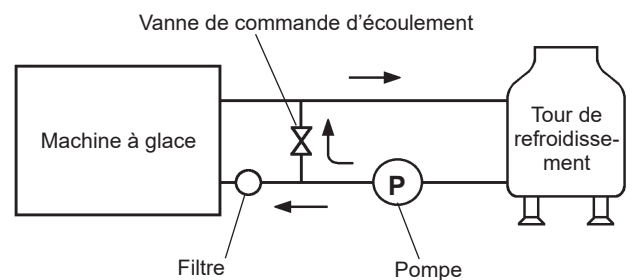 Vanne de commande d’écoulement
Machine à glace
Tour de
refroidisse-
ment
P
Filtre
Pompe